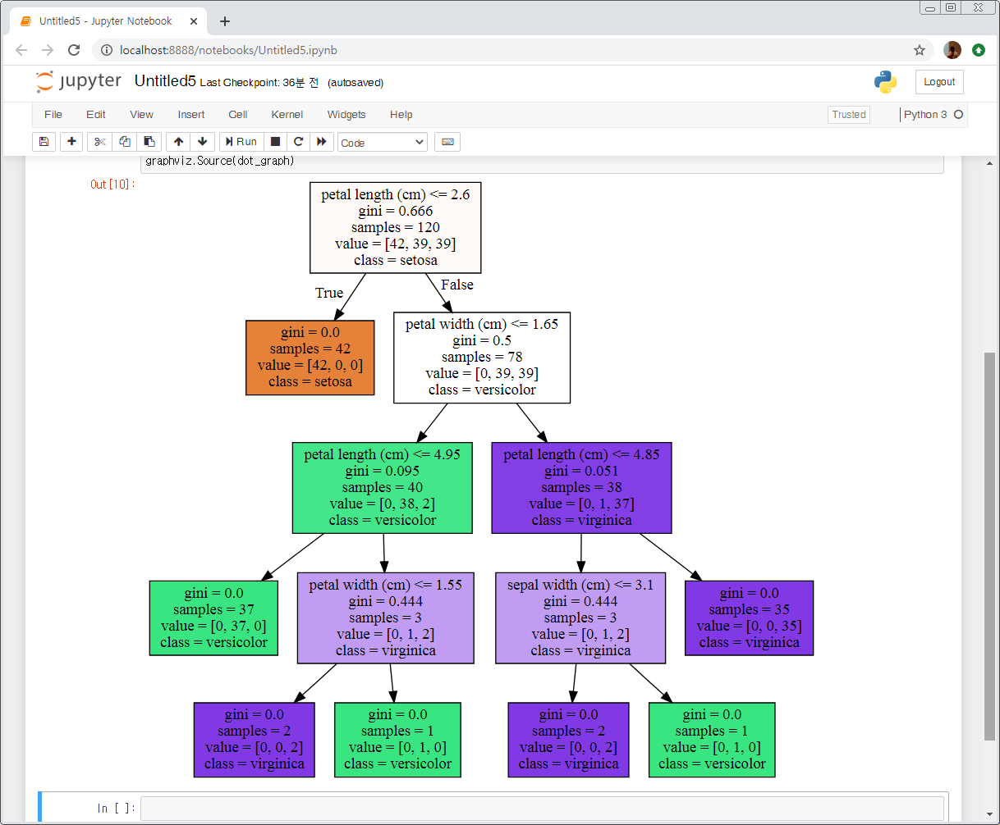 Untitled5 - Jupyter Notebook
localhost:8888/notebooks/Untitled5.ipynb
jupyter Untitled5 Last Checkpoint: 36분 전 (autosaved)
Logout
File Edit View Insert Cell Kernel Widgets Help
Trusted
Python 3
Run
Code
graphviz.Source(dot_graph)
Out[10]:
petal length (cm) <= 2.6
gini = 0.666
samples = 120
value = [42, 39, 39]
class = setosa
True
False
gini = 0.0
samples = 42
value = [42, 0, 0]
class = setosa
petal width (cm) <= 1.65
gini = 0.5
samples = 78
value = [0, 39, 39]
class = versicolor
petal length (cm) <= 4.95
gini = 0.095
samples = 40
value = [0, 38, 2]
class = versicolor
petal length (cm) <= 4.85
gini = 0.051
samples = 38
value = [0, 1, 37]
class = virginica
gini = 0.0
samples = 37
value = [0, 37, 0]
class = versicolor
petal width (cm) <= 1.55
gini = 0.444
samples = 3
value = [0, 1, 2]
class = virginica
sepal width (cm) <= 3.1
gini = 0.444
samples = 3
value = [0, 1, 2]
class = virginica
gini = 0.0
samples = 35
value = [0, 0, 35]
class = virginica
gini = 0.0
samples = 2
value = [0, 0, 2]
class = virginica
gini = 0.0
samples = 1
value = [0, 1, 0]
class = versicolor
gini = 0.0
samples = 2
value = [0, 0, 2]
class = virginica
gini = 0.0
samples = 1
value = [0, 1, 0]
class = versicolor
In [ ]: